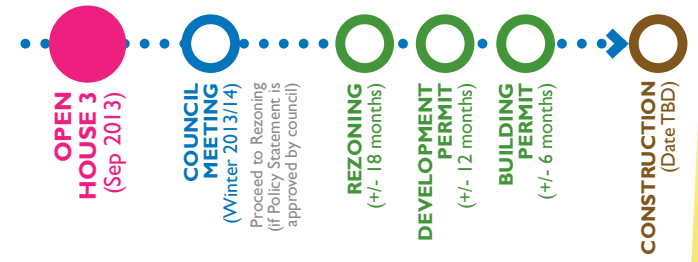 OPEN
HOUSE 3
(Sep 2013)
COUNCIL
MEETING
(Winter 2013/14)
Proceed to Rezoning
(if Policy Statement is
approved by council)
REZONING
(+/- 18 months)
DEVELOPMENT
PERMIT
(+/- 12 months)
BUILDING
PERMIT
(+/- 6 months)
CONSTRUCTION
(Date TBD)